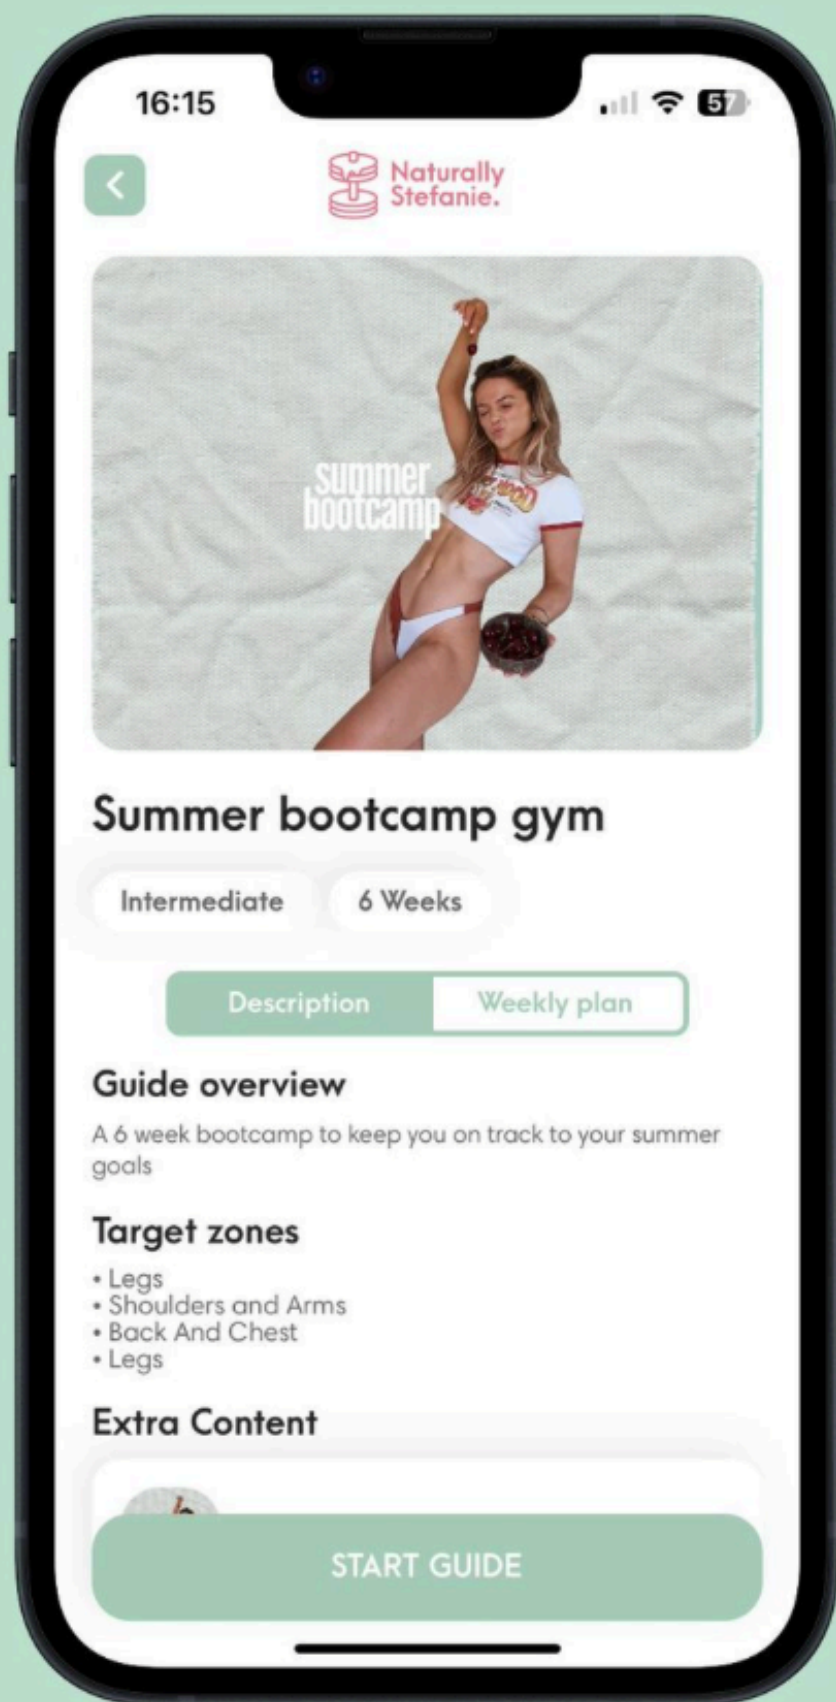 16:15
57
Naturally
Stefanie.
summer
bootcamp
Summer bootcamp gym
Intermediate
6 Weeks
Description
Weekly plan
Guide overview
A 6 week bootcamp to keep you on track to your summer
goals
Target zones
• Legs
• Shoulders and Arms
• Back And Chest
• Legs
Extra Content
START GUIDE